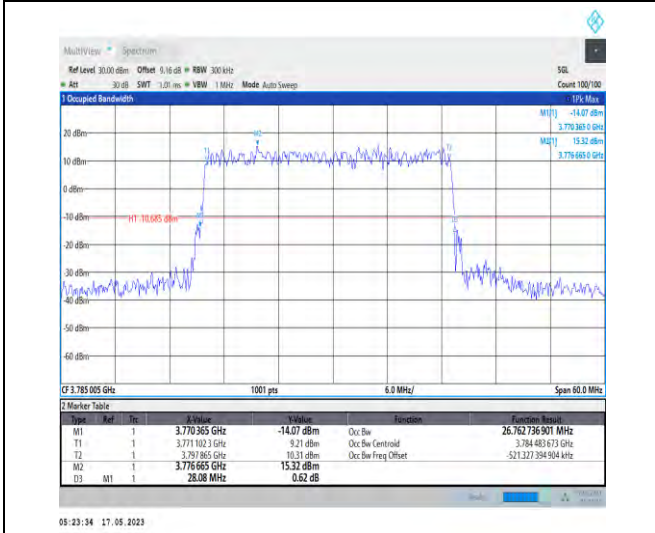 MultiView Spectrum
Ref Level 30.00 dBm Offset 9.16 dB RBW 300 kHz SGL
Att 30 dB SWT 1.01 ms VBW 1 MHz Mode Auto Sweep Count 100/100
1 Occupied Bandwidth 1Pk Max
M1[1] -14.07 dBm
3.770 365 0 GHz
M2[1] 15.32 dBm
3.776 665 0 GHz
20 dBm
M2
T1 T2
10 dBm
0 dBm
-10 dBm
H1 -10.685 dBm
-20 dBm
-30 dBm
-40 dBm
-50 dBm
-60 dBm
CF 3.785 005 GHz 1001 pts 6.0 MHz/ Span 60.0 MHz
2 Marker Table
Type Ref Trc X-Value Y-Value Function Function Result
M1 1 3.770 365 GHz -14.07 dBm Occ Bw 26.762 736 901 MHz
T1 1 3.771 102 3 GHz 9.21 dBm Occ Bw Centroid 3.784 483 673 GHz
T2 1 3.797 865 GHz 10.31 dBm Occ Bw Freq Offset -521.327 394 904 kHz
M2 1 3.776 665 GHz 15.32 dBm
D3 M1 1 28.08 MHz 0.62 dB
05:23:34 17.05.2023